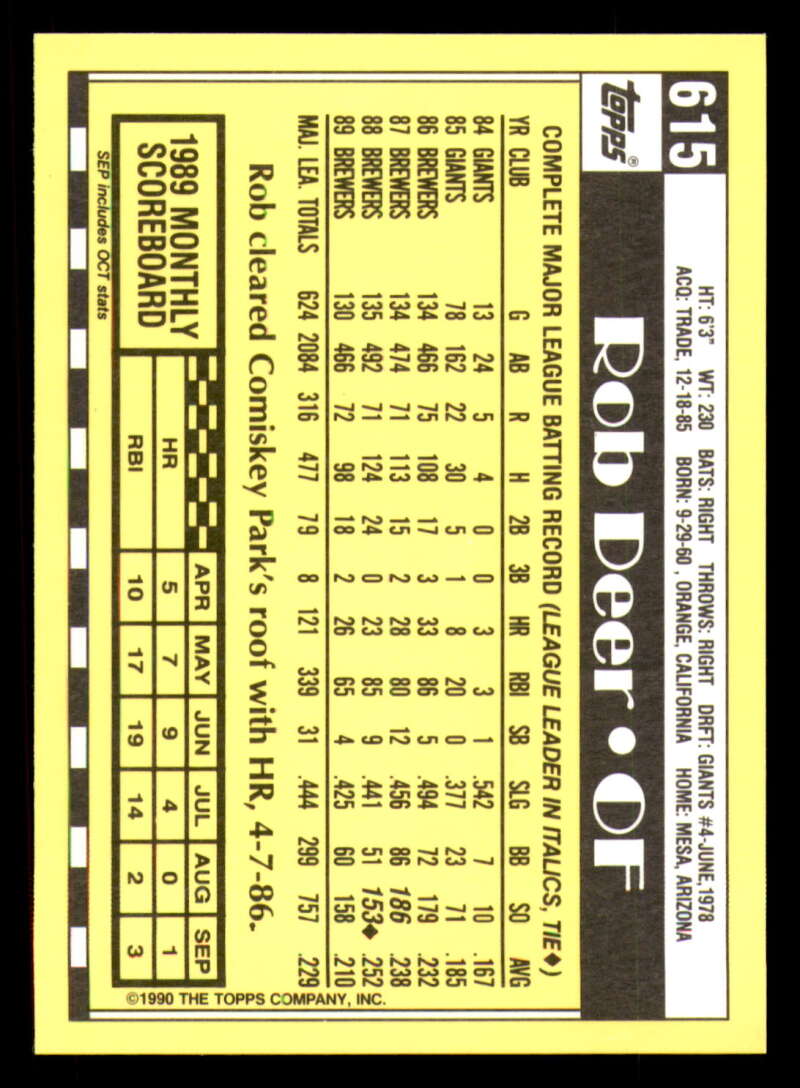 615
HT: 6'3" WT: 230 BATS: RIGHT THROWS: RIGHT DRFT: GIANTS #4-JUNE,1978
ACQ: TRADE, 12-18-85 BORN: 9-29-60 , ORANGE, CALIFORNIA HOME: MESA, ARIZONA
TOPPS®
Rob Deer • OF
COMPLETE MAJOR LEAGUE BATTING RECORD (LEAGUE LEADER IN ITALICS, TIE♦)
YR CLUB G AB R H 2B 3B HR RBI SB SLG BB SO AVG
84 GIANTS 13 24 5 4 0 0 3 3 1 .542 7 10 .167
85 GIANTS 78 162 22 30 5 1 8 20 0 .377 23 71 .185
86 BREWERS 134 466 75 108 17 3 33 86 5 .494 72 179 .232
87 BREWERS 134 474 71 113 15 2 28 80 12 .456 86 186 .238
88 BREWERS 135 492 71 124 24 0 23 85 9 .441 51 153♦ .252
89 BREWERS 130 466 72 98 18 2 26 65 4 .425 60 158 .210
MAJ. LEA. TOTALS 624 2084 316 477 79 8 121 339 31 .444 299 757 .229
Rob cleared Comiskey Park's roof with HR, 4-7-86.
1989 MONTHLY
SCOREBOARD
APR MAY JUN JUL AUG SEP
HR 5 7 9 4 0 1
RBI 10 17 19 14 2 3
SEP includes OCT stats
©1990 THE TOPPS COMPANY, INC.